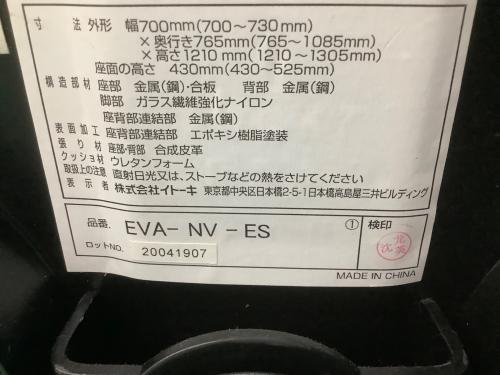 寸 法 外形 幅700mm(700～730mm)
×奥行き765mm(765～1085mm)
×高さ1210mm(1210～1305mm)
座面の高さ 430mm(430～525mm)
構造部材 座部 金属(鋼)・合板 背部 金属(鋼)
脚部 ガラス繊維強化ナイロン
座背部連結部 金属(鋼)
表面加工 座背部連結部 エポキシ樹脂塗装
張り材 座部/背部 合成皮革
クッション材 ウレタンフォーム
取扱上の注意 直射日光又は、ストーブなどの熱をさけてください
表示者 株式会社イトーキ 東京都中央区日本橋2-5-1日本橋高島屋三井ビルディング
品番. EVA- NV -ES ① 検印
ロットNO. 20041907
MADE IN CHINA